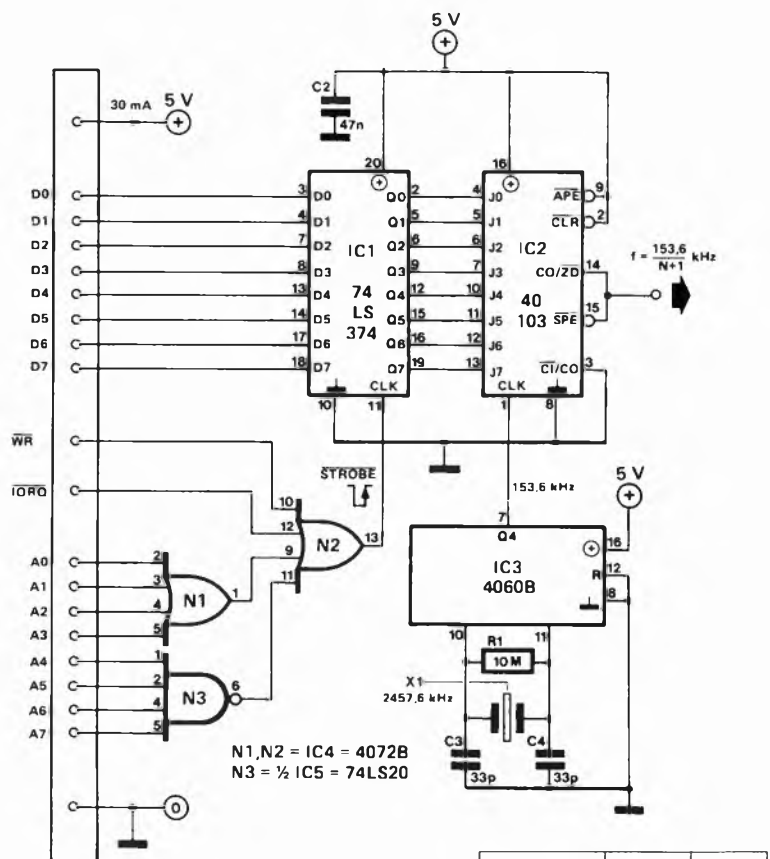 5 V
+
30 mA
5 V
+
C2
47n
20
16
D0
3
D0
Q0
2
4
J0
APE
9
D1
4
D1
Q1
5
5
J1
CLR
2
D2
7
D2
Q2
6
6
J2
IC1
IC2
D3
8
D3
Q3
9
7
J3
CO/ZD
14
D4
13
D4
Q4
12
10
J4
74
LS
374
40
103
D5
14
D5
Q5
15
11
J5
SPE
15
D6
17
D6
Q6
16
12
J6
D7
18
D7
Q7
19
13
J7
CI/CO
3
CLK
CLK
10
11
1
8
f = 153,6 / N+1 kHz
WR
IORQ
STROBE
10
12
9
11
N2
13
153,6 kHz
5 V
+
7
Q4
16
IC3
4060B
R
12
8
10
11
R1
10 M
X1
2457,6 kHz
C3
33p
C4
33p
A0
2
A1
3
A2
4
A3
5
N1
1
A4
1
A5
2
A6
4
A7
5
N3
6
0
N1,N2 = IC4 = 4072B
N3 = ½ IC5 = 74LS20